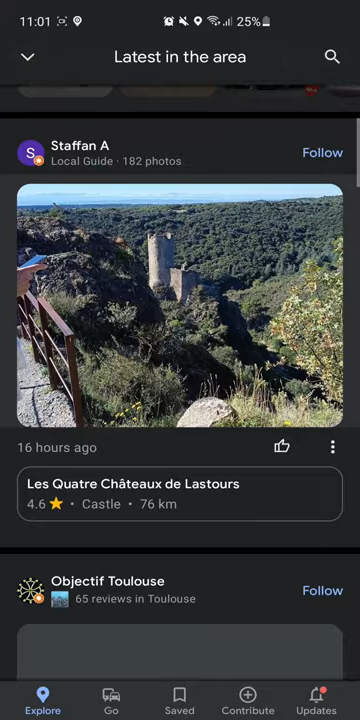 11:01
25%
Latest in the area
Staffan A
Local Guide · 182 photos
Follow
16 hours ago
Les Quatre Châteaux de Lastours
4.6 ★ • Castle • 76 km
Objectif Toulouse
65 reviews in Toulouse
Follow
Explore
Go
Saved
Contribute
Updates